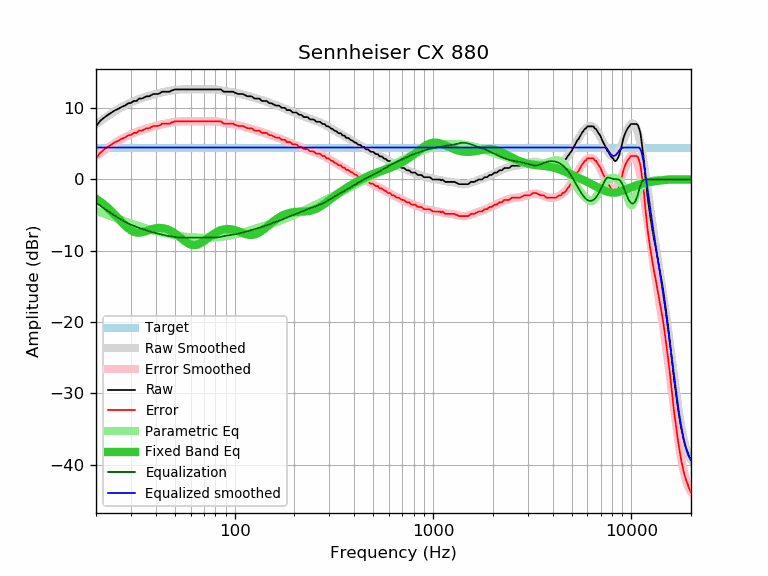 Sennheiser CX 880
Amplitude (dBr)
10
0
−10
−20
−30
−40
Target
Raw Smoothed
Error Smoothed
Raw
Error
Parametric Eq
Fixed Band Eq
Equalization
Equalized smoothed
100 1000 10000
Frequency (Hz)